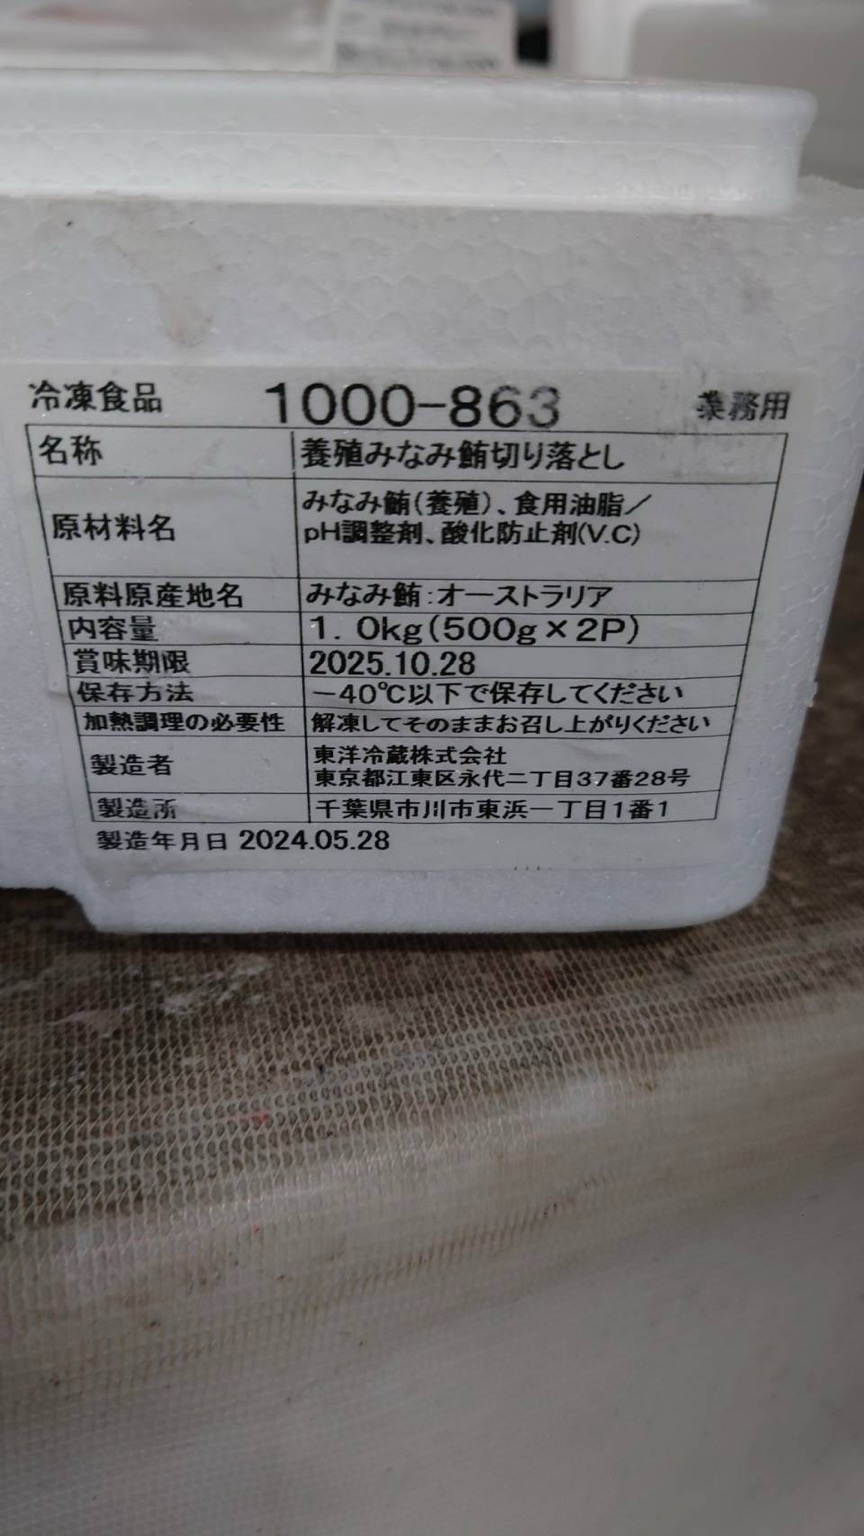 冷凍食品 1000-863 業務用
名称 養殖みなみ鮪切り落とし
原材料名 みなみ鮪(養殖)、食用油脂／
pH調整剤、酸化防止剤(V.C)
原料原産地名 みなみ鮪:オーストラリア
内容量 1.0kg(500g×2P)
賞味期限 2025.10.28
保存方法 －40℃以下で保存してください
加熱調理の必要性 解凍してそのままお召し上がりください
製造者 東洋冷蔵株式会社
東京都江東区永代二丁目37番28号
製造所 千葉県市川市東浜一丁目1番1
製造年月日 2024.05.28